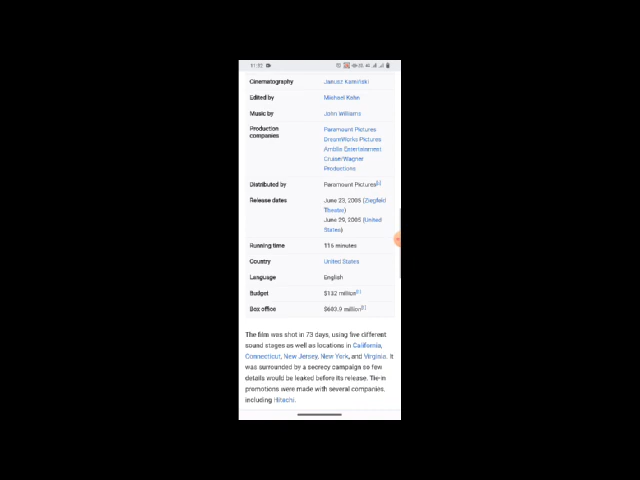 Cinematography Janusz Kamiński
Edited by Michael Kahn
Music by John Williams
Production companies Paramount Pictures
DreamWorks Pictures
Amblin Entertainment
Cruise/Wagner
Productions
Distributed by Paramount Pictures
Release dates June 23, 2005 (Ziegfeld
Theater)
June 29, 2005 (United
States)
Running time 116 minutes
Country United States
Language English
Budget $132 million
Box office $603.9 million
The film was shot in 73 days, using five different
sound stages as well as locations in California,
Connecticut, New Jersey, New York, and Virginia. It
was surrounded by a secrecy campaign so few
details would be leaked before its release. Tie-in
promotions were made with several companies,
including Hitachi.